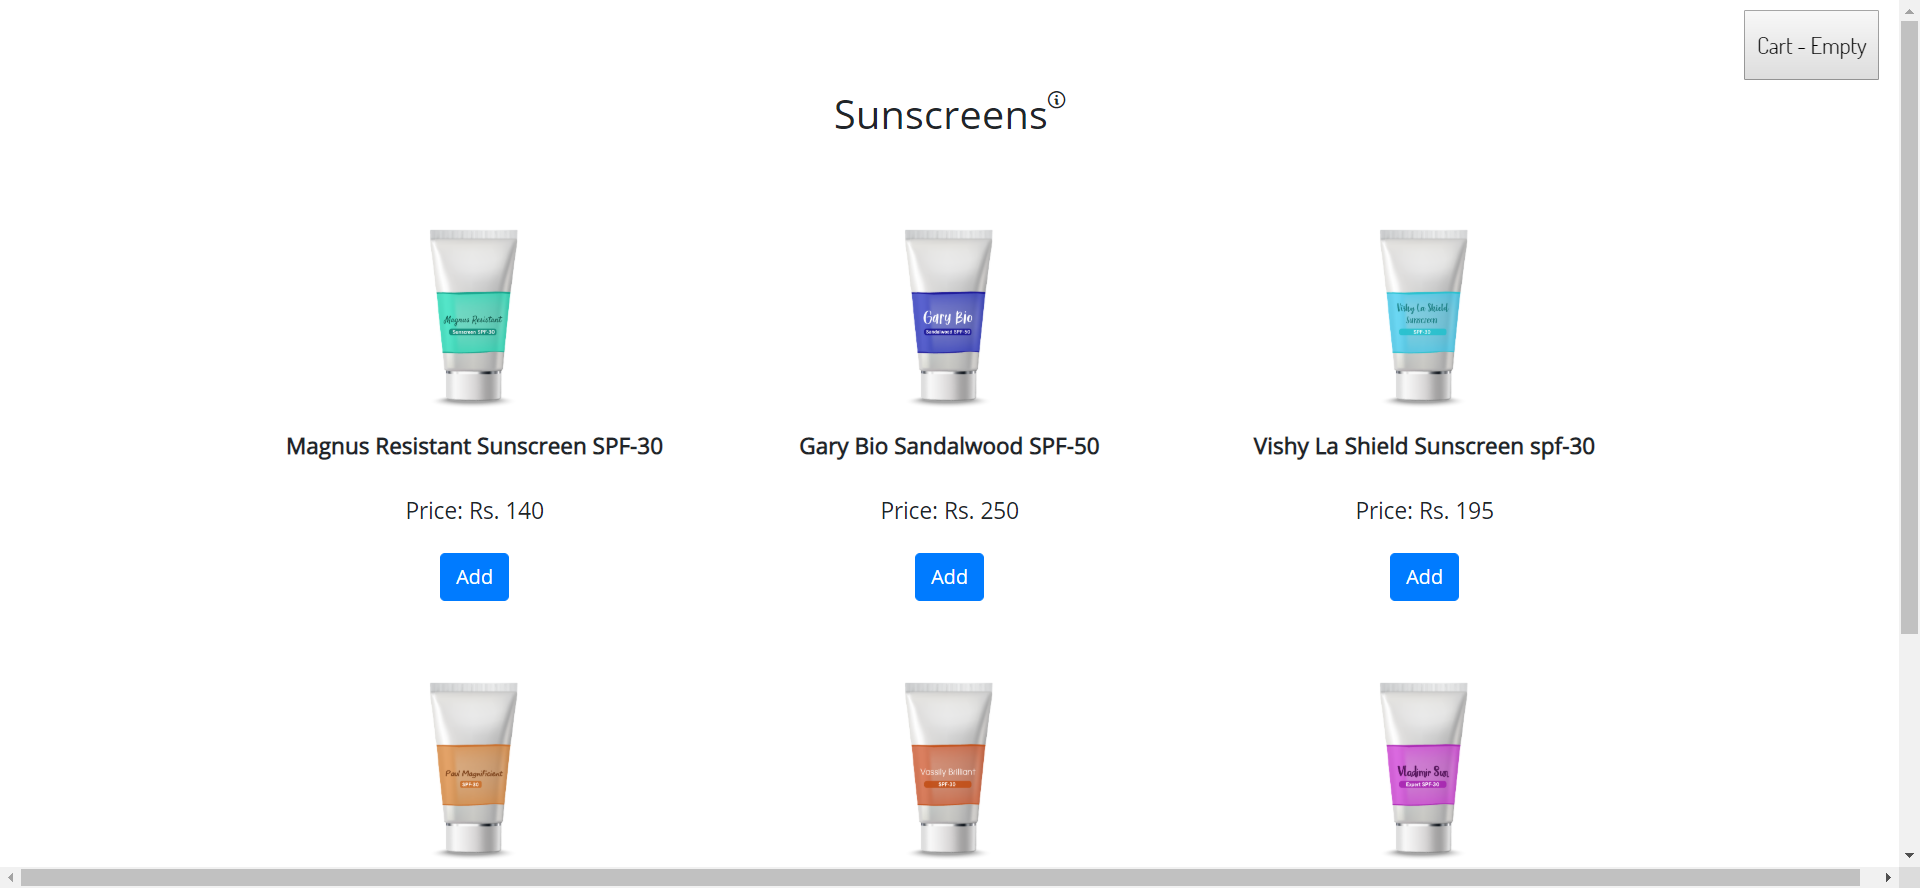 Cart - Empty
Sunscreens
Magnus Resistant
Sunscreen SPF-30
Gary Bio
Sandalwood SPF-50
Vishy La Shield
Sunscreen
SPF-30
Magnus Resistant Sunscreen SPF-30
Gary Bio Sandalwood SPF-50
Vishy La Shield Sunscreen spf-30
Price: Rs. 140
Price: Rs. 250
Price: Rs. 195
Add
Add
Add
Paul Magnificient
SPF-30
Vassily Brilliant
SPF-30
Vladimir Sun
Expert SPF-30